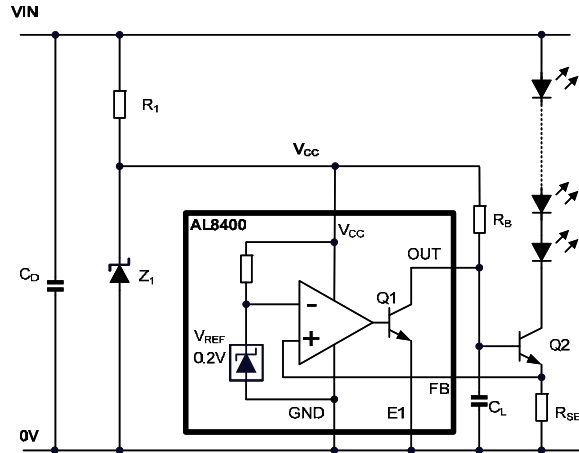 VIN
R1
VCC
AL8400
VCC
RB
OUT
CD
Z1
Q1
VREF
0.2V
Q2
FB
GND
E1
CL
RSE
0V